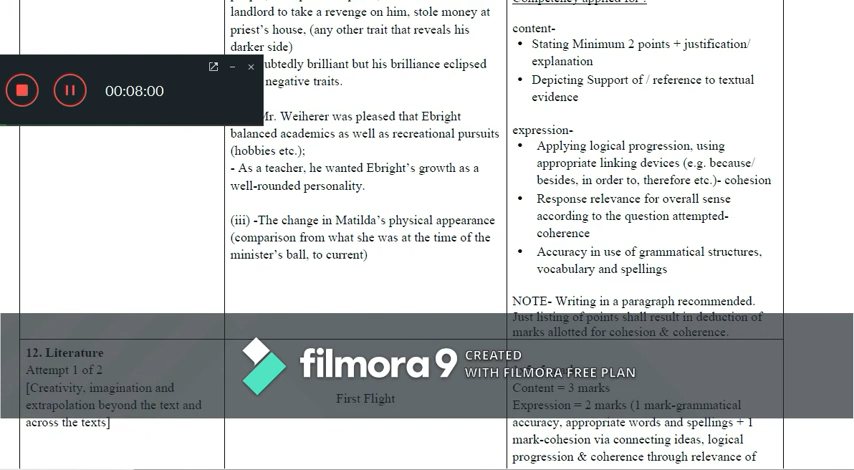 landlord to take a revenge on him, stole money at
priest's house, (any other trait that reveals his
darker side)
ubtedly brilliant but his brilliance eclipsed
negative traits.
Mr. Weiherer was pleased that Ebright
balanced academics as well as recreational pursuits
(hobbies etc.);
- As a teacher, he wanted Ebright's growth as a
well-rounded personality.
(iii) -The change in Matilda's physical appearance
(comparison from what she was at the time of the
minister's ball, to current)
Competency applied for :
content-
• Stating Minimum 2 points + justification/
explanation
• Depicting Support of / reference to textual
evidence
expression-
• Applying logical progression, using
appropriate linking devices (e.g. because/
besides, in order to, therefore etc.)- cohesion
• Response relevance for overall sense
according to the question attempted-
coherence
• Accuracy in use of grammatical structures,
vocabulary and spellings
NOTE- Writing in a paragraph recommended.
Just listing of points shall result in deduction of
marks allotted for cohesion & coherence.
00:08:00
12. Literature
Attempt 1 of 2
[Creativity, imagination and
extrapolation beyond the text and
across the texts]
First Flight
Content = 3 marks
Expression = 2 marks (1 mark-grammatical
accuracy, appropriate words and spellings + 1
mark-cohesion via connecting ideas, logical
progression & coherence through relevance of
filmora9
CREATED
WITH FILMORA FREE PLAN